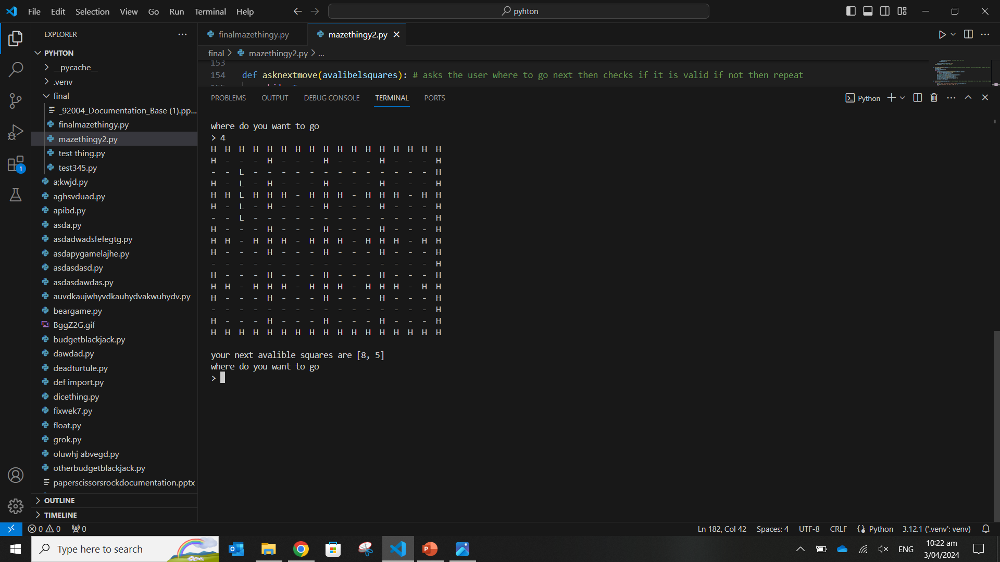 File Edit Selection View Go Run Terminal Help
pyhton
EXPLORER
PYHTON
__pycache__
.venv
final
_92004_Documentation_Base (1).pp...
finalmazethingy.py
mazethingy2.py
test thing.py
test345.py
a;kwjd.py
aghsvduad.py
apibd.py
asda.py
asdadwadsfefegtg.py
asdapygamelajhe.py
asdasdasd.py
asdasdawdas.py
auvdkaujwhyvdkauhydvakwuhydv.py
beargame.py
BggZ2G.gif
budgetblackjack.py
dawdad.py
deadturtule.py
def import.py
dicething.py
fixwek7.py
float.py
grok.py
oluwhj abvegd.py
otherbudgetblackjack.py
paperscissorsrockdocumentation.pptx
OUTLINE
TIMELINE
finalmazethingy.py mazethingy2.py
final > mazethingy2.py > ...
153
154 def asknextmove(avalibelsquares): # asks the user where to go next then checks if it is valid if not then repeat
PROBLEMS OUTPUT DEBUG CONSOLE TERMINAL PORTS
Python
where do you want to go
> 4
H H H H H H H H H H H H H H H H H
H - - - H - - - H - - - H - - - H
- - L - - - - - - - - - - - - - H
H - L - H - - - H - - - H - - - H
H H L H H H - H H H - H H H - H H
H - L - H - - - H - - - H - - - H
- - L - - - - - - - - - - - - - H
H - - - H - - - H - - - H - - - H
H H - H H H - H H H - H H H - H H
H - - - H - - - H - - - H - - - H
- - - - - - - - - - - - - - - - H
H - - - H - - - H - - - H - - - H
H H - H H H - H H H - H H H - H H
H - - - H - - - H - - - H - - - H
- - - - - - - - - - - - - - - - H
H - - - H - - - H - - - H - - - H
H H H H H H H H H H H H H H H H H
your next avalible squares are [8, 5]
where do you want to go
>
1
0 0 0
Ln 182, Col 42 Spaces: 4 UTF-8 CRLF Python 3.12.1 ('.venv': venv)
Type here to search
ENG
10:22 am
3/04/2024